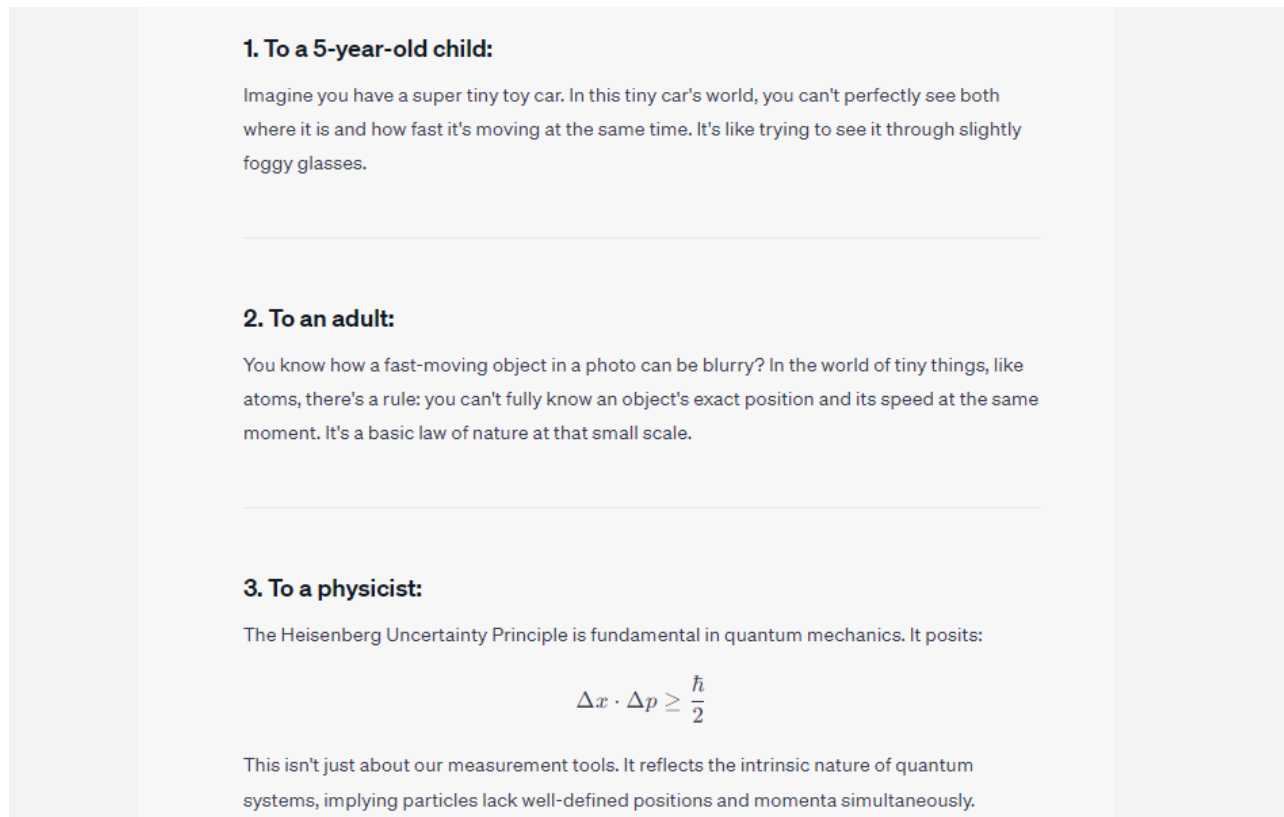 1. To a 5-year-old child:
Imagine you have a super tiny toy car. In this tiny car's world, you can't perfectly see both
where it is and how fast it's moving at the same time. It's like trying to see it through slightly
foggy glasses.
2. To an adult:
You know how a fast-moving object in a photo can be blurry? In the world of tiny things, like
atoms, there's a rule: you can't fully know an object's exact position and its speed at the same
moment. It's a basic law of nature at that small scale.
3. To a physicist:
The Heisenberg Uncertainty Principle is fundamental in quantum mechanics. It posits:
Δx · Δp ≥ ħ/2
This isn't just about our measurement tools. It reflects the intrinsic nature of quantum
systems, implying particles lack well-defined positions and momenta simultaneously.